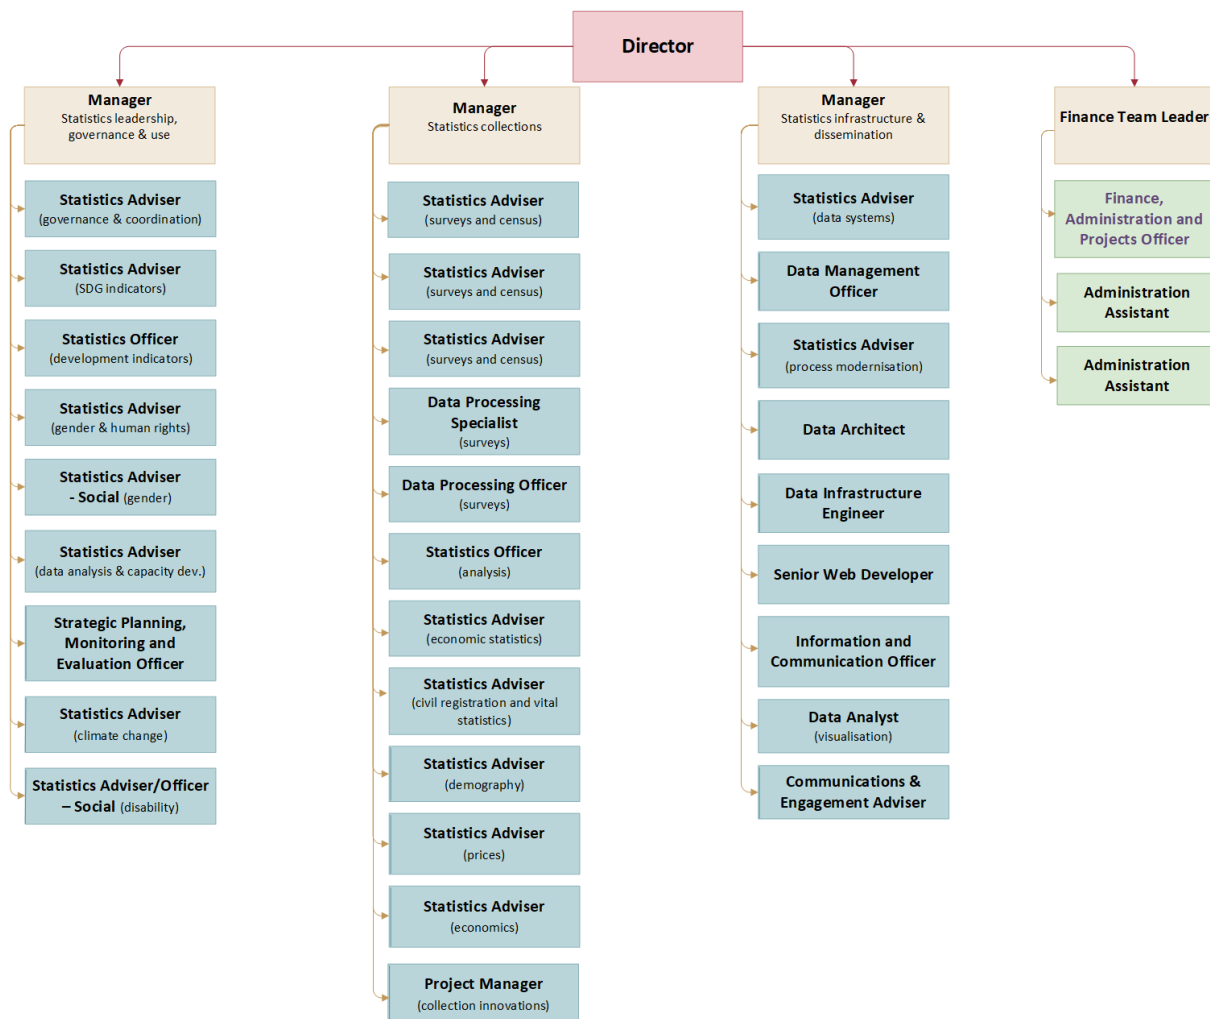 Director
Manager
Statistics leadership,
governance & use
Statistics Adviser
(governance & coordination)
Statistics Adviser
(SDG indicators)
Statistics Officer
(development indicators)
Statistics Adviser
(gender & human rights)
Statistics Adviser
- Social (gender)
Statistics Adviser
(data analysis & capacity dev.)
Strategic Planning,
Monitoring and
Evaluation Officer
Statistics Adviser
(climate change)
Statistics Adviser/Officer
– Social (disability)
Manager
Statistics collections
Statistics Adviser
(surveys and census)
Statistics Adviser
(surveys and census)
Statistics Adviser
(surveys and census)
Data Processing
Specialist
(surveys)
Data Processing Officer
(surveys)
Statistics Officer
(analysis)
Statistics Adviser
(economic statistics)
Statistics Adviser
(civil registration and vital
statistics)
Statistics Adviser
(demography)
Statistics Adviser
(prices)
Statistics Adviser
(economics)
Project Manager
(collection innovations)
Manager
Statistics infrastructure &
dissemination
Statistics Adviser
(data systems)
Data Management
Officer
Statistics Adviser
(process modernisation)
Data Architect
Data Infrastructure
Engineer
Senior Web Developer
Information and
Communication Officer
Data Analyst
(visualisation)
Communications &
Engagement Adviser
Finance Team Leader
Finance,
Administration and
Projects Officer
Administration
Assistant
Administration
Assistant